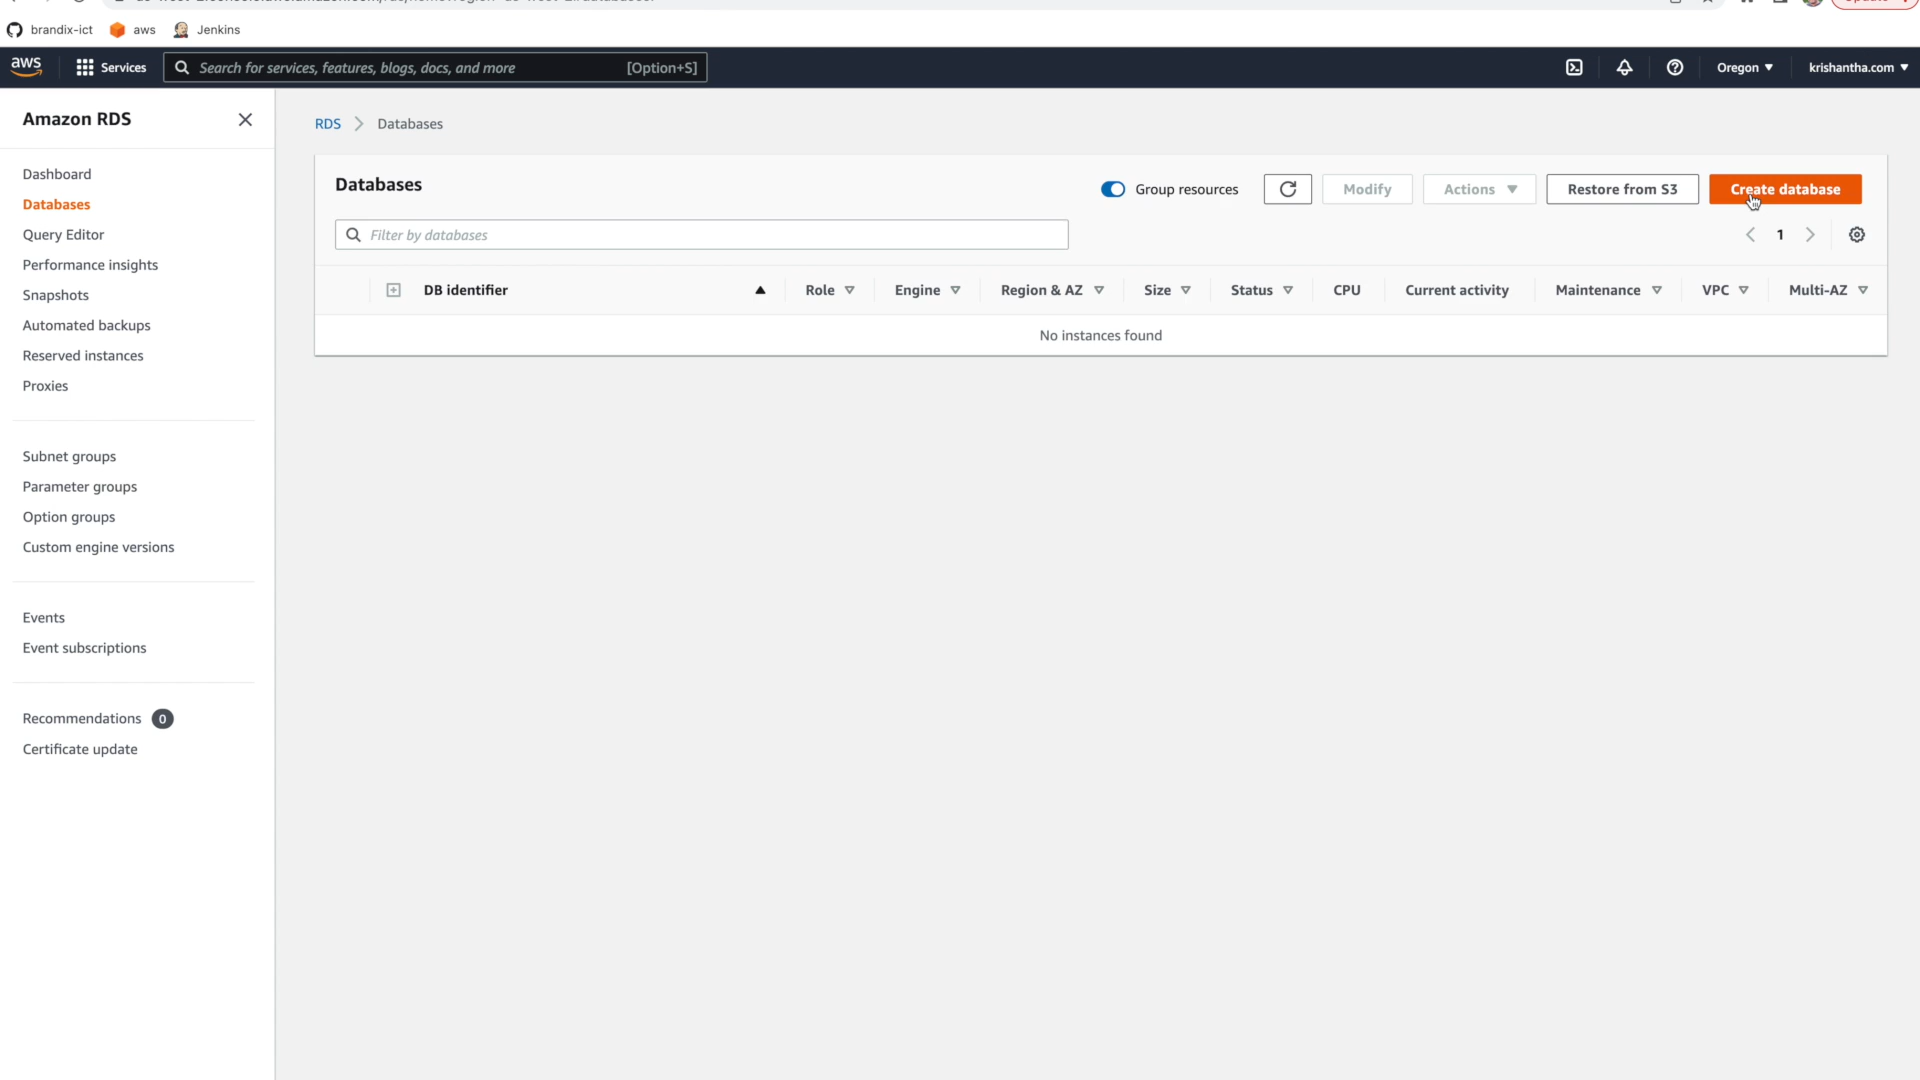 brandix-ict aws Jenkins
aws Services Search for services, features, blogs, docs, and more [Option+S] Oregon krishantha.com
Amazon RDS
Dashboard
Databases
Query Editor
Performance insights
Snapshots
Automated backups
Reserved instances
Proxies
Subnet groups
Parameter groups
Option groups
Custom engine versions
Events
Event subscriptions
Recommendations 0
Certificate update
RDS Databases
Databases Group resources Modify Actions Restore from S3 Create database
Filter by databases 1
DB identifier Role Engine Region & AZ Size Status CPU Current activity Maintenance VPC Multi-AZ
No instances found